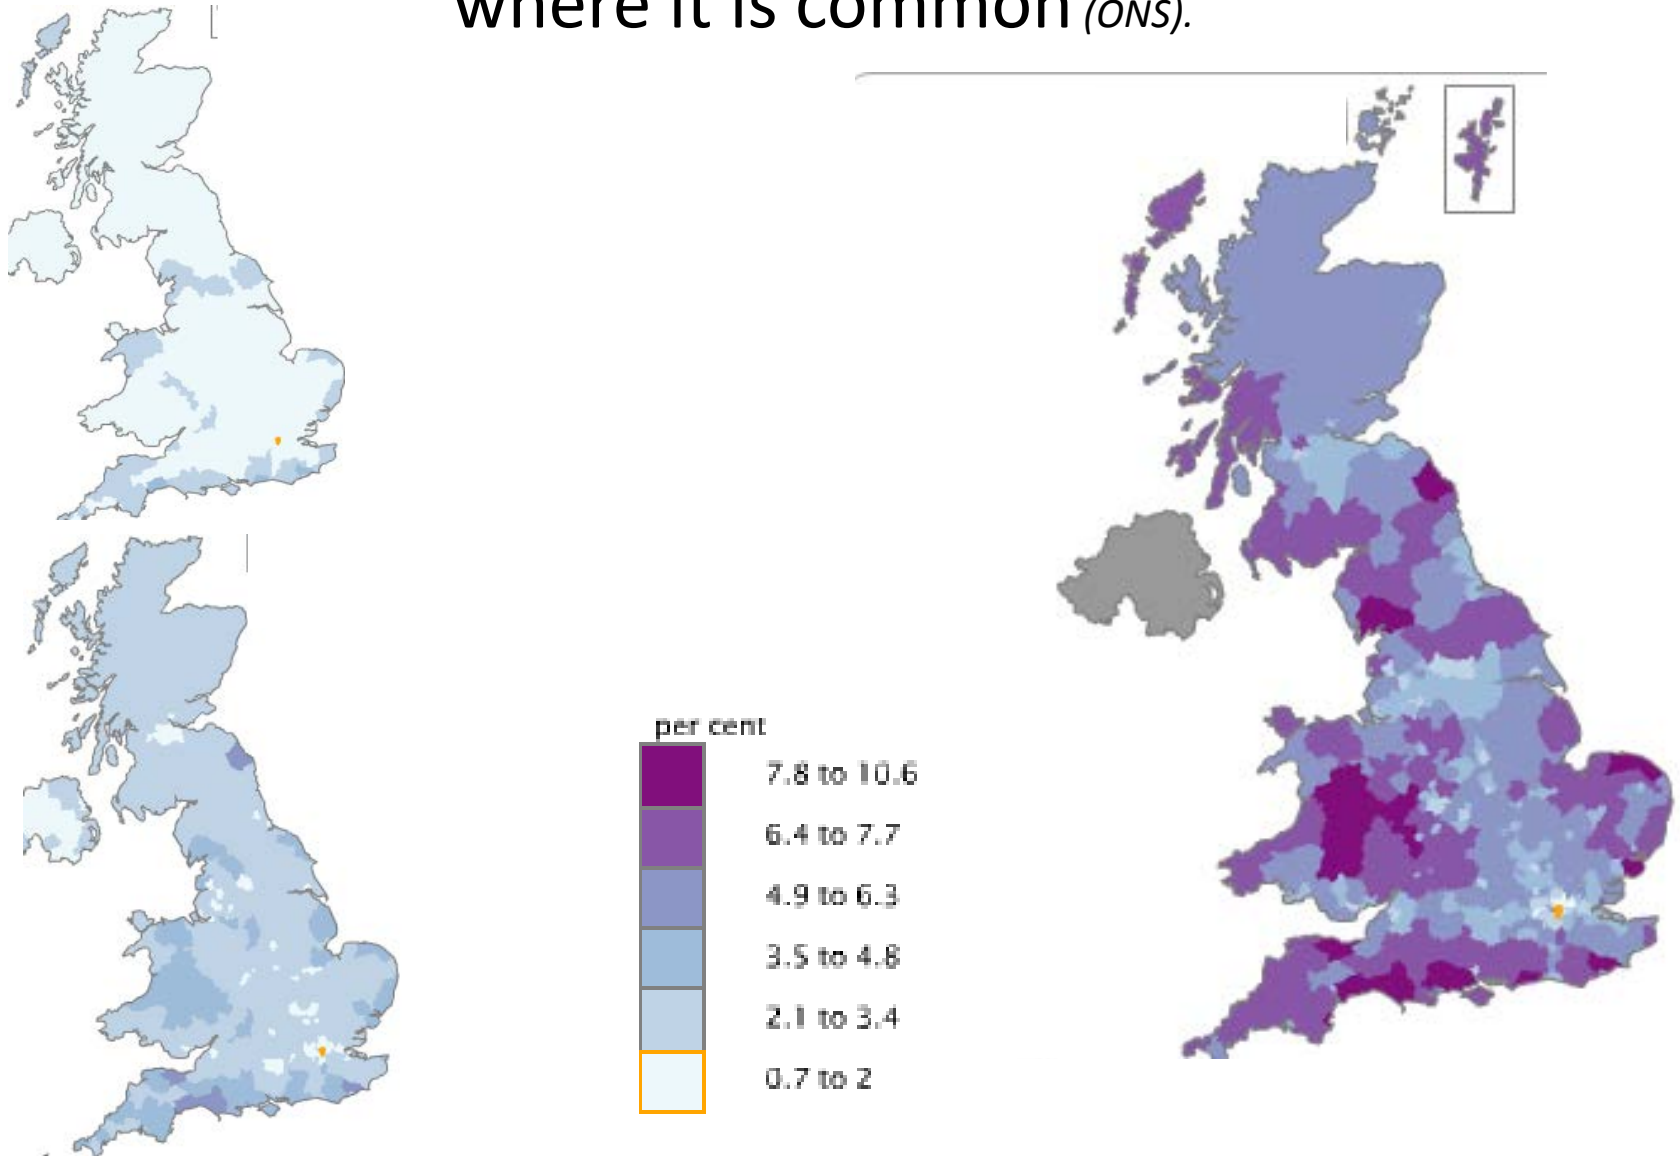 where it is common (ONS).
per cent
7.8 to 10.6
6.4 to 7.7
4.9 to 6.3
3.5 to 4.8
2.1 to 3.4
0.7 to 2